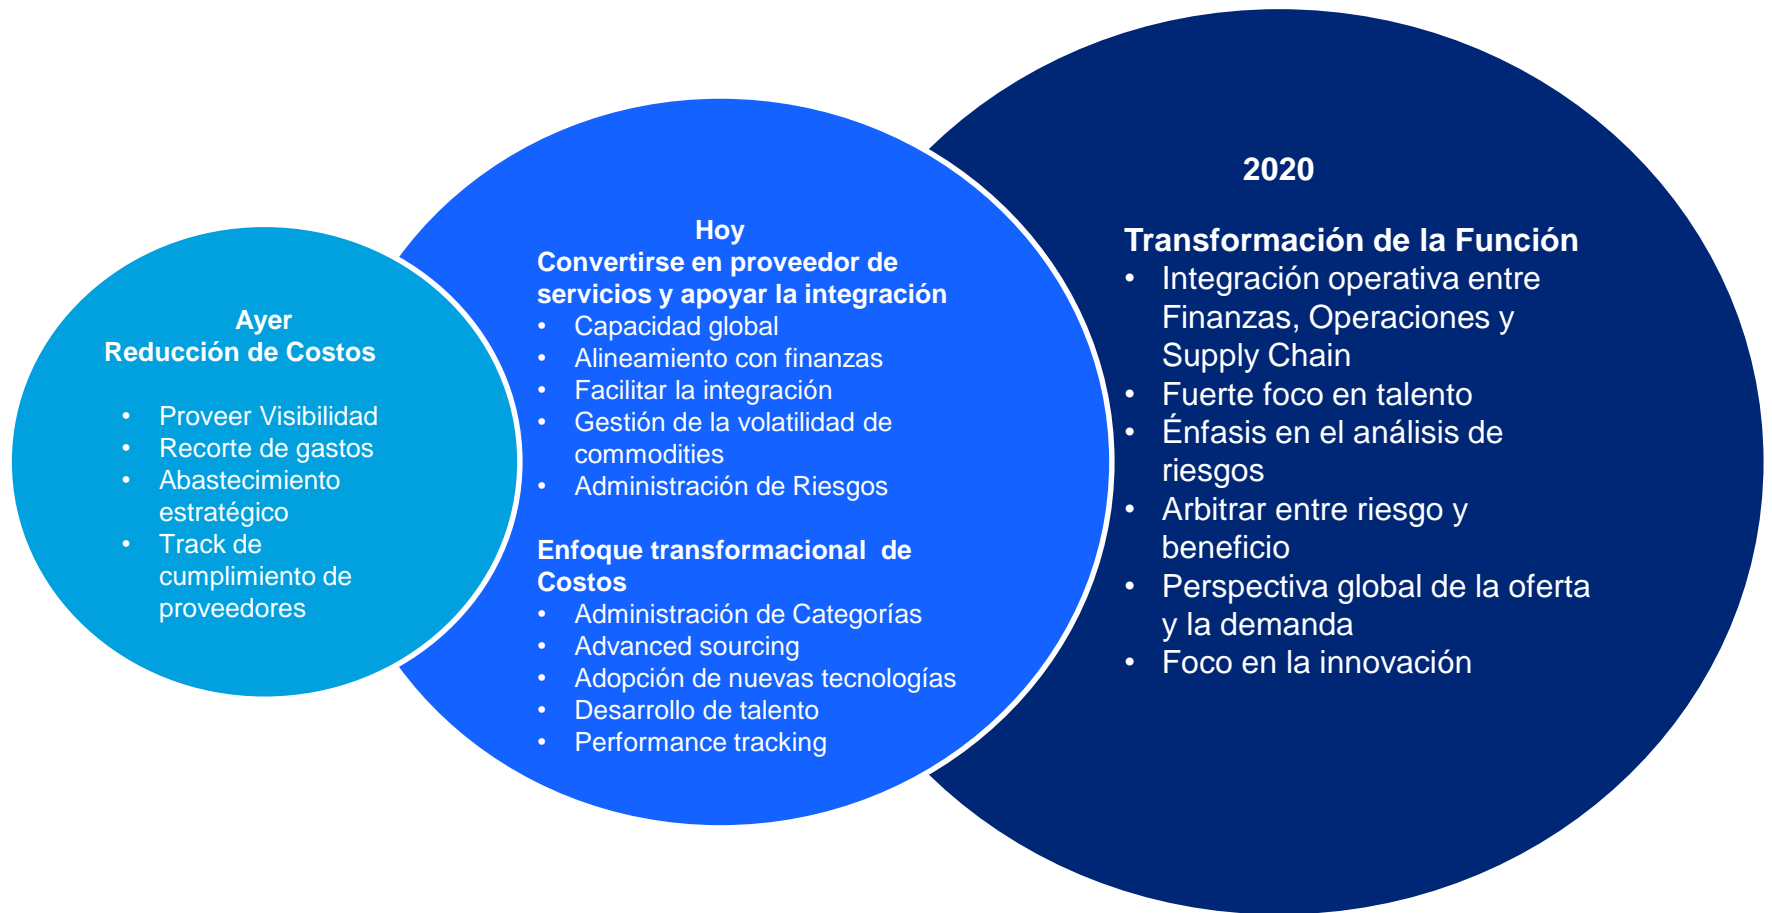 Ayer
Reducción de Costos
• Proveer Visibilidad
• Recorte de gastos
• Abastecimiento
estratégico
• Track de
cumplimiento de
proveedores
Hoy
Convertirse en proveedor de
servicios y apoyar la integración
• Capacidad global
• Alineamiento con finanzas
• Facilitar la integración
• Gestión de la volatilidad de
commodities
• Administración de Riesgos
Enfoque transformacional de
Costos
• Administración de Categorías
• Advanced sourcing
• Adopción de nuevas tecnologías
• Desarrollo de talento
• Performance tracking
2020
Transformación de la Función
• Integración operativa entre
Finanzas, Operaciones y
Supply Chain
• Fuerte foco en talento
• Énfasis en el análisis de
riesgos
• Arbitrar entre riesgo y
beneficio
• Perspectiva global de la oferta
y la demanda
• Foco en la innovación